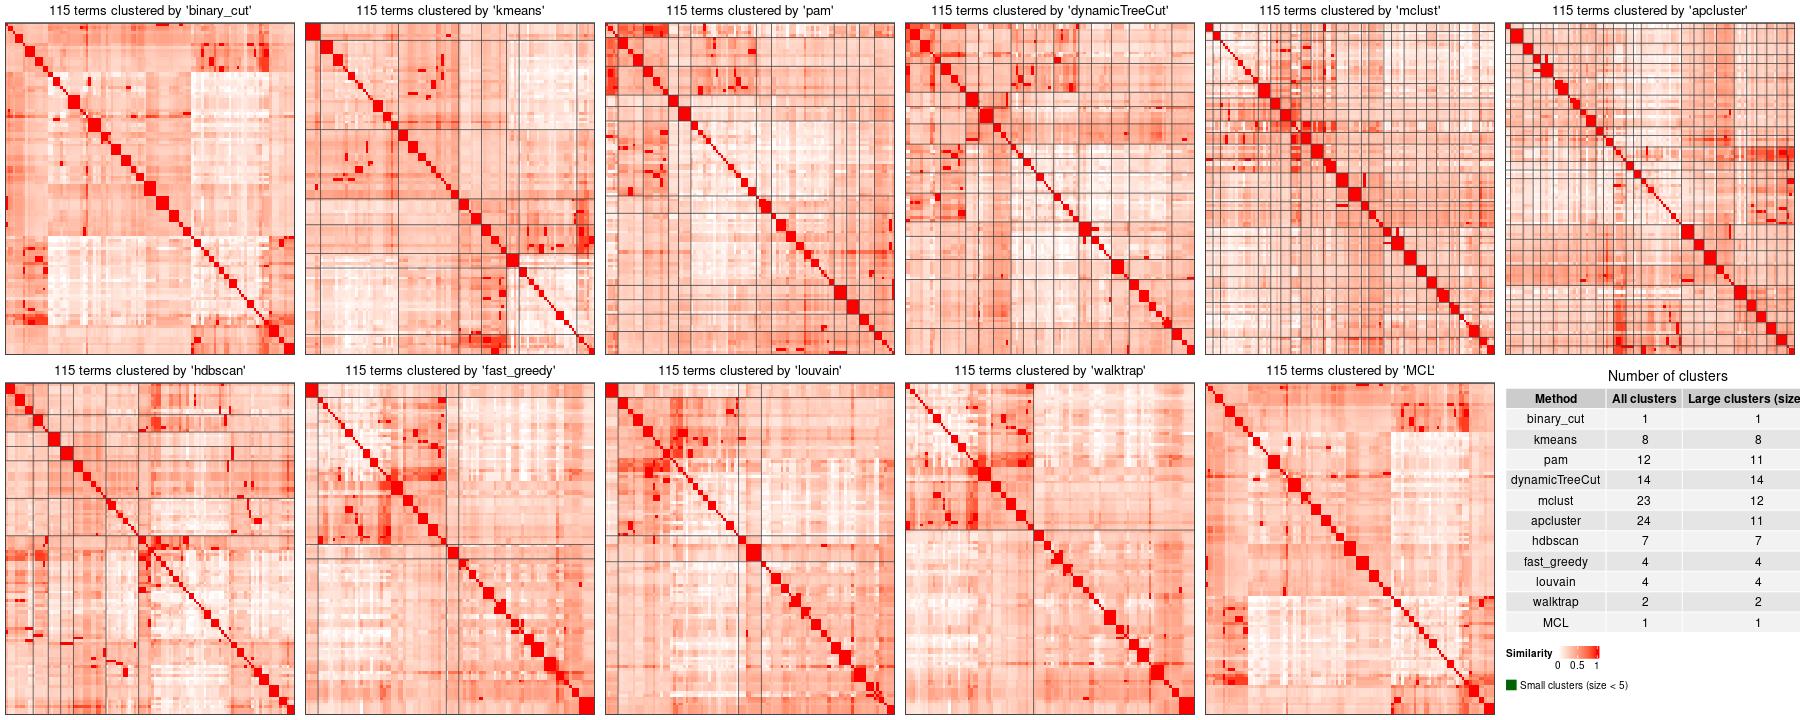 115 terms clustered by 'binary_cut'
115 terms clustered by 'kmeans'
115 terms clustered by 'pam'
115 terms clustered by 'dynamicTreeCut'
115 terms clustered by 'mclust'
115 terms clustered by 'apcluster'
115 terms clustered by 'hdbscan'
115 terms clustered by 'fast_greedy'
115 terms clustered by 'louvain'
115 terms clustered by 'walktrap'
115 terms clustered by 'MCL'
Number of clusters
Method All clusters Large clusters (size
binary_cut 1 1
kmeans 8 8
pam 12 11
dynamicTreeCut 14 14
mclust 23 12
apcluster 24 11
hdbscan 7 7
fast_greedy 4 4
louvain 4 4
walktrap 2 2
MCL 1 1
Similarity
0 0.5 1
Small clusters (size < 5)